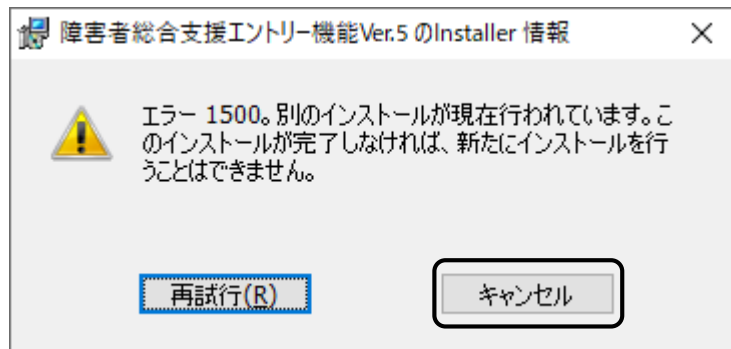 障害者総合支援エントリー機能Ver.5 のInstaller 情報
エラー 1500。別のインストールが現在行われています。こ
のインストールが完了しなければ、新たにインストールを行
うことはできません。
再試行(R) キャンセル